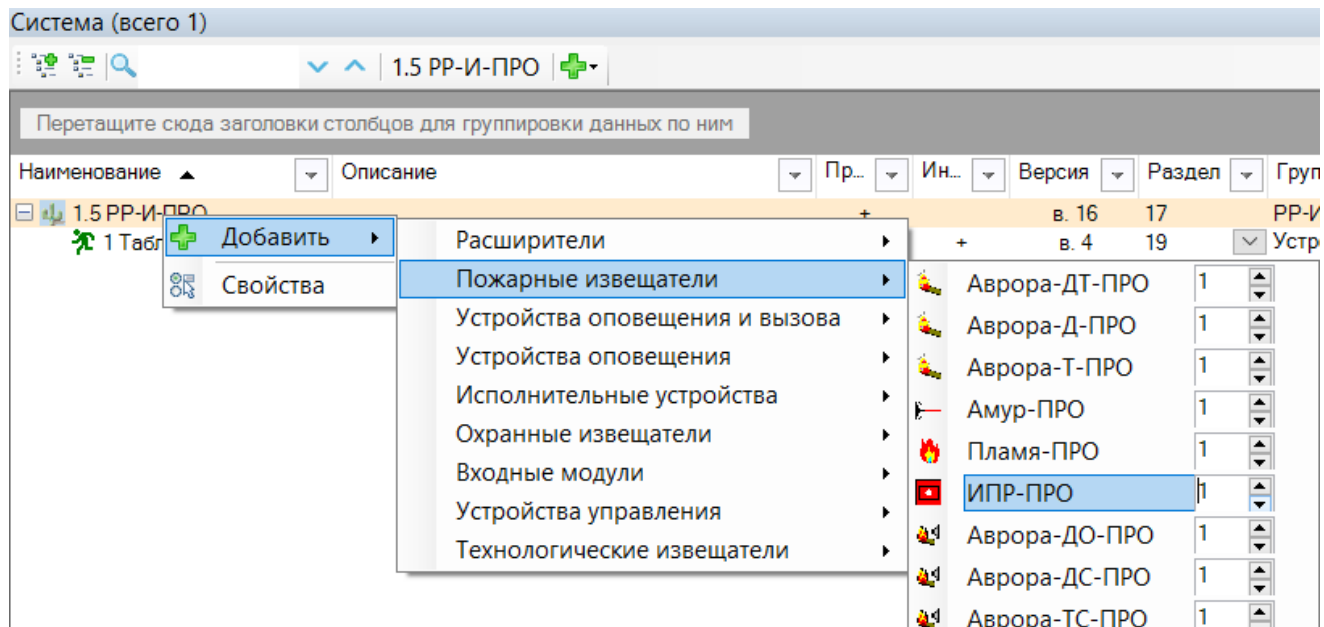 Система (всего 1)
1.5 РР-И-ПРО
Перетащите сюда заголовки столбцов для группировки данных по ним
Наименование Описание Пр... Ин... Версия Раздел Груп
1.5 РР-И-ПРО + в. 16 17 РР-И
1 Табл + в. 4 19 Устр
Добавить
Свойства
Расширители
Пожарные извещатели
Устройства оповещения и вызова
Устройства оповещения
Исполнительные устройства
Охранные извещатели
Входные модули
Устройства управления
Технологические извещатели
Аврора-ДТ-ПРО 1
Аврора-Д-ПРО 1
Аврора-Т-ПРО 1
Амур-ПРО 1
Пламя-ПРО 1
ИПР-ПРО 1
Аврора-ДО-ПРО 1
Аврора-ДС-ПРО 1
Аврора-ТС-ПРО 1